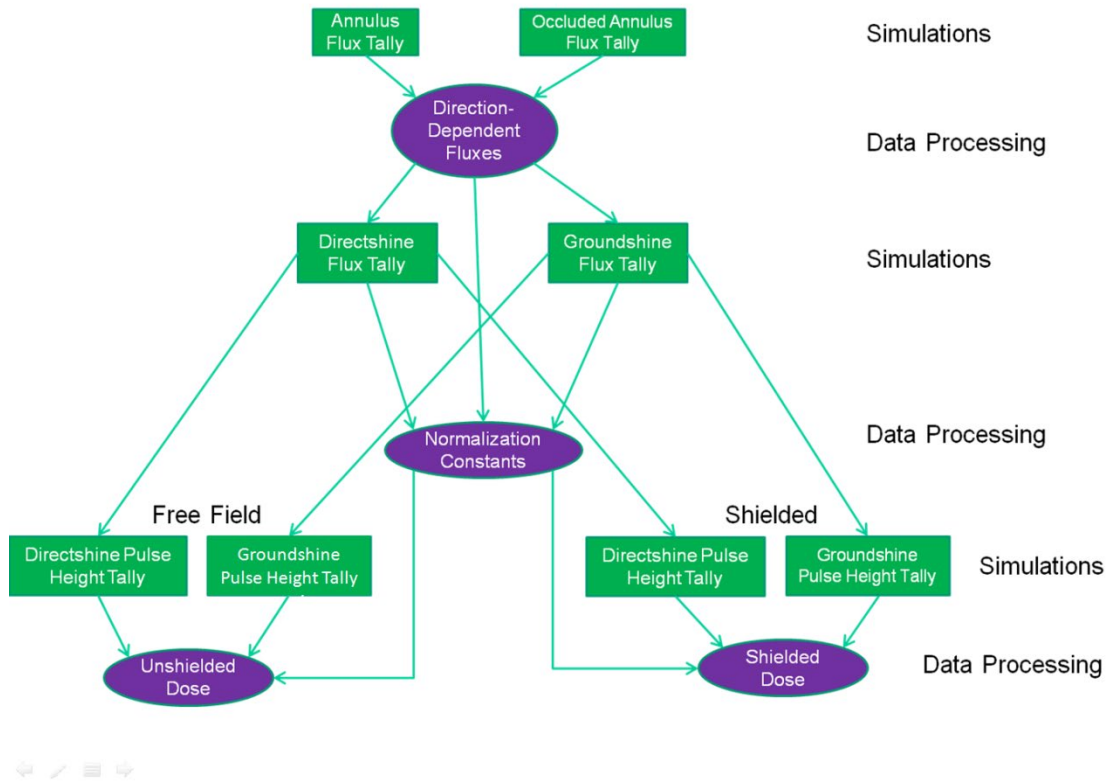 Annulus
Flux Tally
Occluded Annulus
Flux Tally
Simulations
Direction-
Dependent
Fluxes
Data Processing
Directshine
Flux Tally
Groundshine
Flux Tally
Simulations
Normalization
Constants
Data Processing
Free Field
Shielded
Directshine Pulse
Height Tally
Groundshine
Pulse Height Tally
Directshine Pulse
Height Tally
Groundshine
Pulse Height Tally
Simulations
Unshielded
Dose
Shielded
Dose
Data Processing